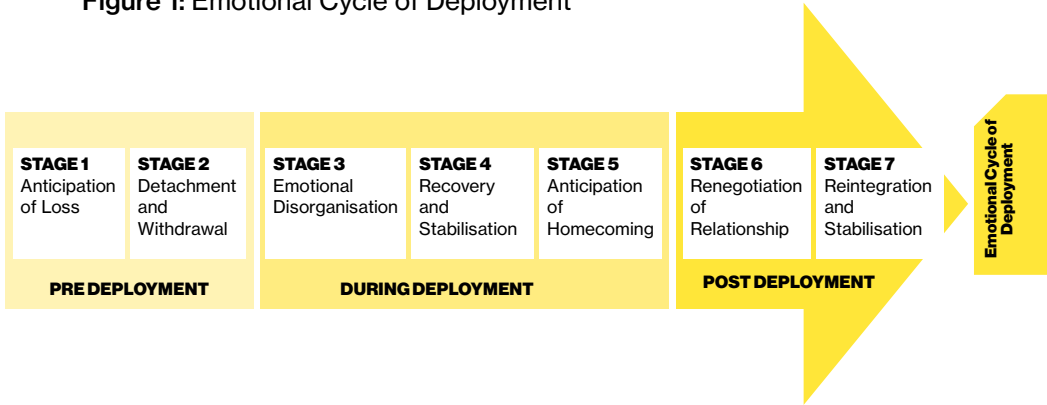 Figure 1: Emotional Cycle of Deployment
STAGE 1
Anticipation
of Loss
STAGE 2
Detachment
and
Withdrawal
STAGE 3
Emotional
Disorganisation
STAGE 4
Recovery
and
Stabilisation
STAGE 5
Anticipation
of
Homecoming
STAGE 6
Renegotiation
of
Relationship
STAGE 7
Reintegration
and
Stabilisation
PRE DEPLOYMENT
DURING DEPLOYMENT
POST DEPLOYMENT
Emotional Cycle of
Deployment